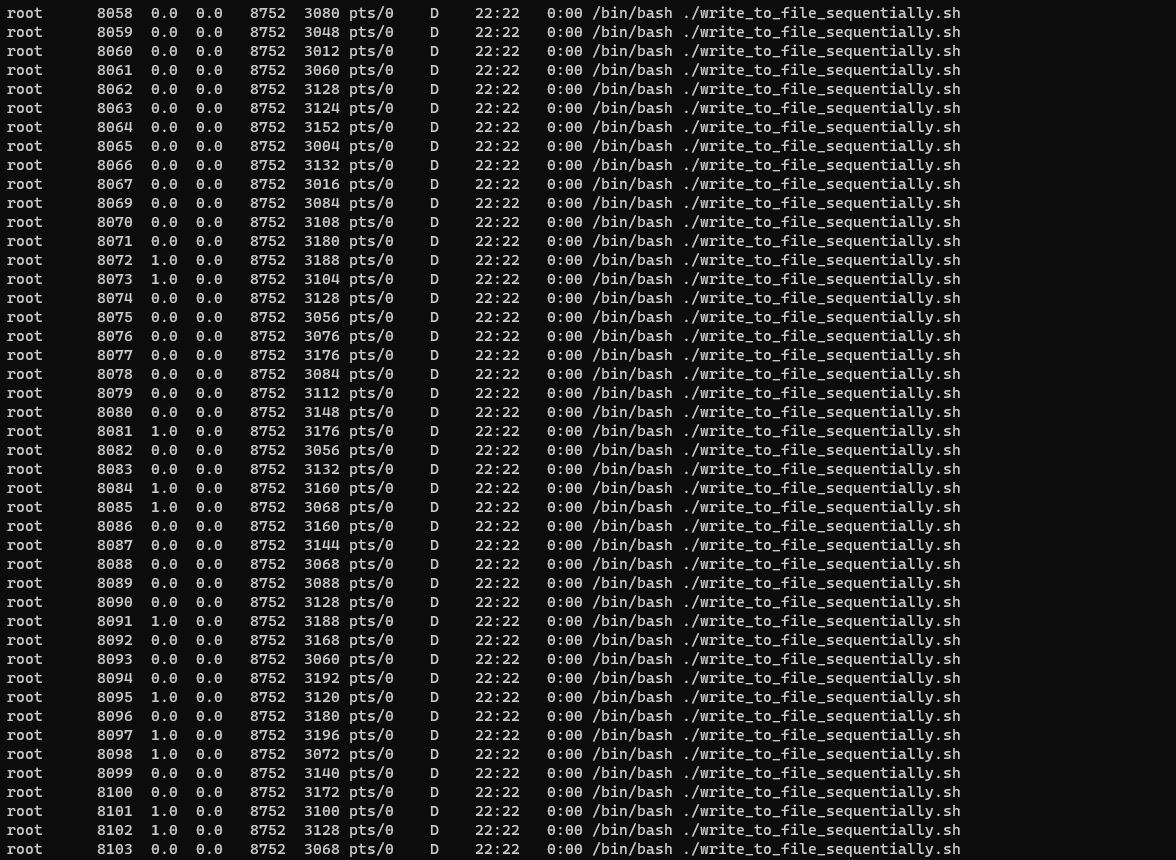 root      8058  0.0  0.0   8752  3080 pts/0    D    22:22   0:00 /bin/bash ./write_to_file_sequentially.sh
root      8059  0.0  0.0   8752  3048 pts/0    D    22:22   0:00 /bin/bash ./write_to_file_sequentially.sh
root      8060  0.0  0.0   8752  3012 pts/0    D    22:22   0:00 /bin/bash ./write_to_file_sequentially.sh
root      8061  0.0  0.0   8752  3060 pts/0    D    22:22   0:00 /bin/bash ./write_to_file_sequentially.sh
root      8062  0.0  0.0   8752  3128 pts/0    D    22:22   0:00 /bin/bash ./write_to_file_sequentially.sh
root      8063  0.0  0.0   8752  3124 pts/0    D    22:22   0:00 /bin/bash ./write_to_file_sequentially.sh
root      8064  0.0  0.0   8752  3152 pts/0    D    22:22   0:00 /bin/bash ./write_to_file_sequentially.sh
root      8065  0.0  0.0   8752  3004 pts/0    D    22:22   0:00 /bin/bash ./write_to_file_sequentially.sh
root      8066  0.0  0.0   8752  3132 pts/0    D    22:22   0:00 /bin/bash ./write_to_file_sequentially.sh
root      8067  0.0  0.0   8752  3016 pts/0    D    22:22   0:00 /bin/bash ./write_to_file_sequentially.sh
root      8069  0.0  0.0   8752  3084 pts/0    D    22:22   0:00 /bin/bash ./write_to_file_sequentially.sh
root      8070  0.0  0.0   8752  3108 pts/0    D    22:22   0:00 /bin/bash ./write_to_file_sequentially.sh
root      8071  0.0  0.0   8752  3180 pts/0    D    22:22   0:00 /bin/bash ./write_to_file_sequentially.sh
root      8072  1.0  0.0   8752  3188 pts/0    D    22:22   0:00 /bin/bash ./write_to_file_sequentially.sh
root      8073  1.0  0.0   8752  3104 pts/0    D    22:22   0:00 /bin/bash ./write_to_file_sequentially.sh
root      8074  0.0  0.0   8752  3128 pts/0    D    22:22   0:00 /bin/bash ./write_to_file_sequentially.sh
root      8075  0.0  0.0   8752  3056 pts/0    D    22:22   0:00 /bin/bash ./write_to_file_sequentially.sh
root      8076  0.0  0.0   8752  3076 pts/0    D    22:22   0:00 /bin/bash ./write_to_file_sequentially.sh
root      8077  0.0  0.0   8752  3176 pts/0    D    22:22   0:00 /bin/bash ./write_to_file_sequentially.sh
root      8078  0.0  0.0   8752  3084 pts/0    D    22:22   0:00 /bin/bash ./write_to_file_sequentially.sh
root      8079  0.0  0.0   8752  3112 pts/0    D    22:22   0:00 /bin/bash ./write_to_file_sequentially.sh
root      8080  0.0  0.0   8752  3148 pts/0    D    22:22   0:00 /bin/bash ./write_to_file_sequentially.sh
root      8081  1.0  0.0   8752  3176 pts/0    D    22:22   0:00 /bin/bash ./write_to_file_sequentially.sh
root      8082  0.0  0.0   8752  3056 pts/0    D    22:22   0:00 /bin/bash ./write_to_file_sequentially.sh
root      8083  0.0  0.0   8752  3132 pts/0    D    22:22   0:00 /bin/bash ./write_to_file_sequentially.sh
root      8084  1.0  0.0   8752  3160 pts/0    D    22:22   0:00 /bin/bash ./write_to_file_sequentially.sh
root      8085  1.0  0.0   8752  3068 pts/0    D    22:22   0:00 /bin/bash ./write_to_file_sequentially.sh
root      8086  0.0  0.0   8752  3160 pts/0    D    22:22   0:00 /bin/bash ./write_to_file_sequentially.sh
root      8087  0.0  0.0   8752  3144 pts/0    D    22:22   0:00 /bin/bash ./write_to_file_sequentially.sh
root      8088  0.0  0.0   8752  3068 pts/0    D    22:22   0:00 /bin/bash ./write_to_file_sequentially.sh
root      8089  0.0  0.0   8752  3088 pts/0    D    22:22   0:00 /bin/bash ./write_to_file_sequentially.sh
root      8090  0.0  0.0   8752  3128 pts/0    D    22:22   0:00 /bin/bash ./write_to_file_sequentially.sh
root      8091  1.0  0.0   8752  3188 pts/0    D    22:22   0:00 /bin/bash ./write_to_file_sequentially.sh
root      8092  0.0  0.0   8752  3168 pts/0    D    22:22   0:00 /bin/bash ./write_to_file_sequentially.sh
root      8093  0.0  0.0   8752  3060 pts/0    D    22:22   0:00 /bin/bash ./write_to_file_sequentially.sh
root      8094  0.0  0.0   8752  3192 pts/0    D    22:22   0:00 /bin/bash ./write_to_file_sequentially.sh
root      8095  1.0  0.0   8752  3120 pts/0    D    22:22   0:00 /bin/bash ./write_to_file_sequentially.sh
root      8096  0.0  0.0   8752  3180 pts/0    D    22:22   0:00 /bin/bash ./write_to_file_sequentially.sh
root      8097  1.0  0.0   8752  3196 pts/0    D    22:22   0:00 /bin/bash ./write_to_file_sequentially.sh
root      8098  1.0  0.0   8752  3072 pts/0    D    22:22   0:00 /bin/bash ./write_to_file_sequentially.sh
root      8099  0.0  0.0   8752  3140 pts/0    D    22:22   0:00 /bin/bash ./write_to_file_sequentially.sh
root      8100  0.0  0.0   8752  3172 pts/0    D    22:22   0:00 /bin/bash ./write_to_file_sequentially.sh
root      8101  1.0  0.0   8752  3100 pts/0    D    22:22   0:00 /bin/bash ./write_to_file_sequentially.sh
root      8102  1.0  0.0   8752  3128 pts/0    D    22:22   0:00 /bin/bash ./write_to_file_sequentially.sh
root      8103  0.0  0.0   8752  3068 pts/0    D    22:22   0:00 /bin/bash ./write_to_file_sequentially.sh